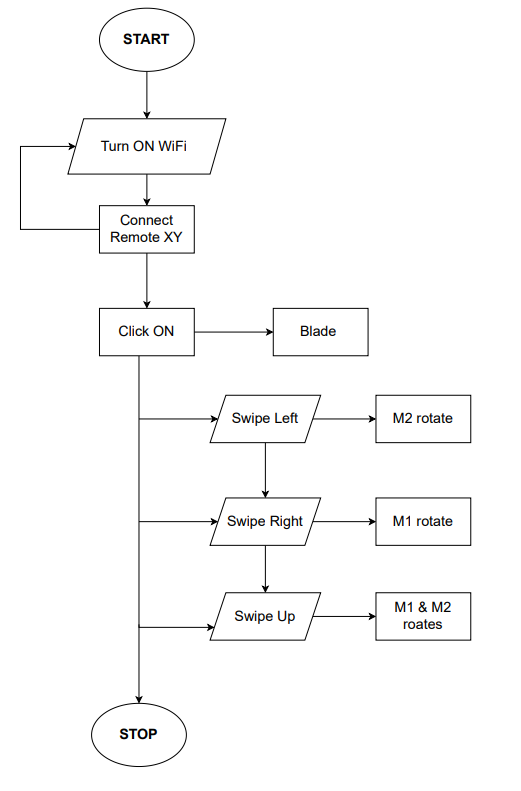 START
Turn ON WiFi
Connect
Remote XY
Click ON
Blade
Swipe Left
M2 rotate
Swipe Right
M1 rotate
Swipe Up
M1 & M2
roates
STOP